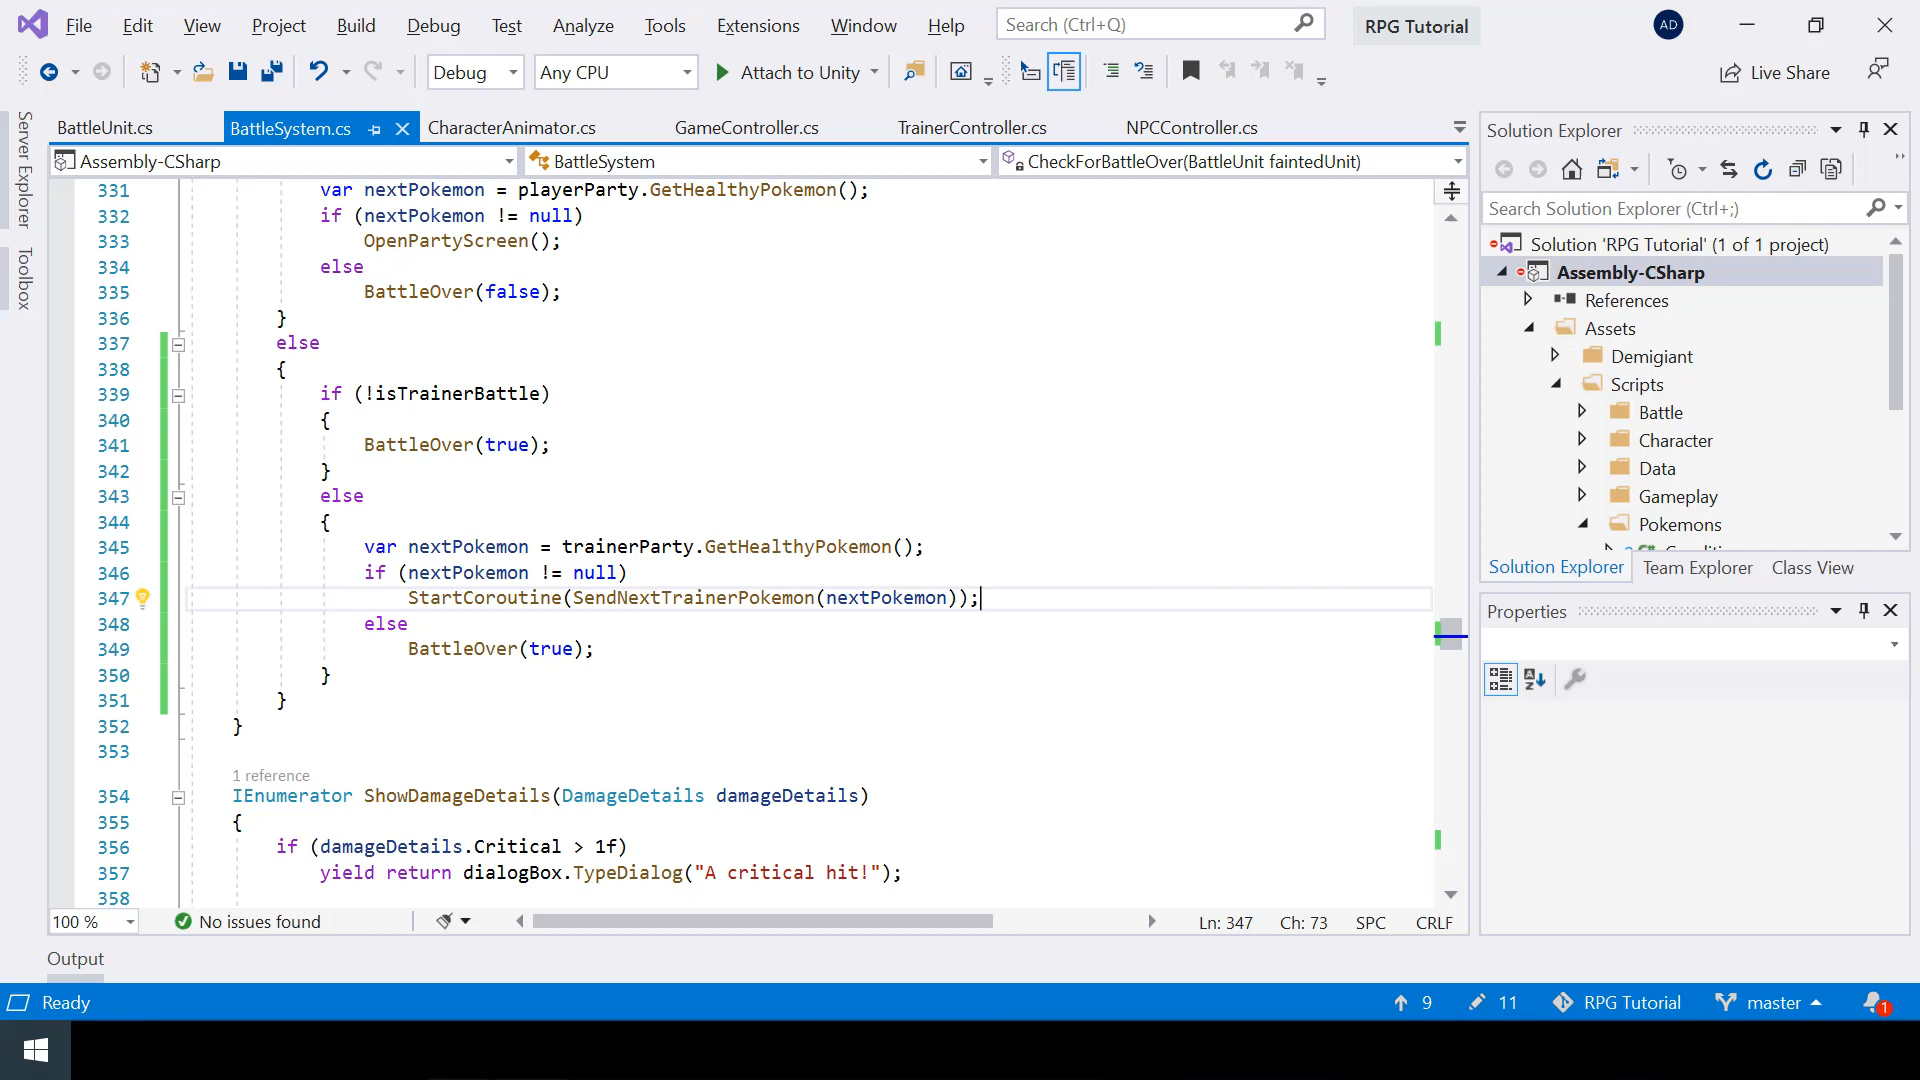 File Edit View Project Build Debug Test Analyze Tools Extensions Window Help Search (Ctrl+Q) RPG Tutorial AD
Debug Any CPU Attach to Unity Live Share
Server Explorer
Toolbox
BattleUnit.cs BattleSystem.cs CharacterAnimator.cs GameController.cs TrainerController.cs NPCController.cs
Assembly-CSharp BattleSystem CheckForBattleOver(BattleUnit faintedUnit)
331 var nextPokemon = playerParty.GetHealthyPokemon();
332 if (nextPokemon != null)
333 OpenPartyScreen();
334 else
335 BattleOver(false);
336 }
337 else
338 {
339 if (!isTrainerBattle)
340 {
341 BattleOver(true);
342 }
343 else
344 {
345 var nextPokemon = trainerParty.GetHealthyPokemon();
346 if (nextPokemon != null)
347 StartCoroutine(SendNextTrainerPokemon(nextPokemon));
348 else
349 BattleOver(true);
350 }
351 }
352 }
353
1 reference
354 IEnumerator ShowDamageDetails(DamageDetails damageDetails)
355 {
356 if (damageDetails.Critical > 1f)
357 yield return dialogBox.TypeDialog("A critical hit!");
358
100 % No issues found Ln: 347 Ch: 73 SPC CRLF
Solution Explorer
Search Solution Explorer (Ctrl+;)
Solution 'RPG Tutorial' (1 of 1 project)
Assembly-CSharp
References
Assets
Demigiant
Scripts
Battle
Character
Data
Gameplay
Pokemons
Solution Explorer Team Explorer Class View
Properties
Output
Ready 9 11 RPG Tutorial master 1